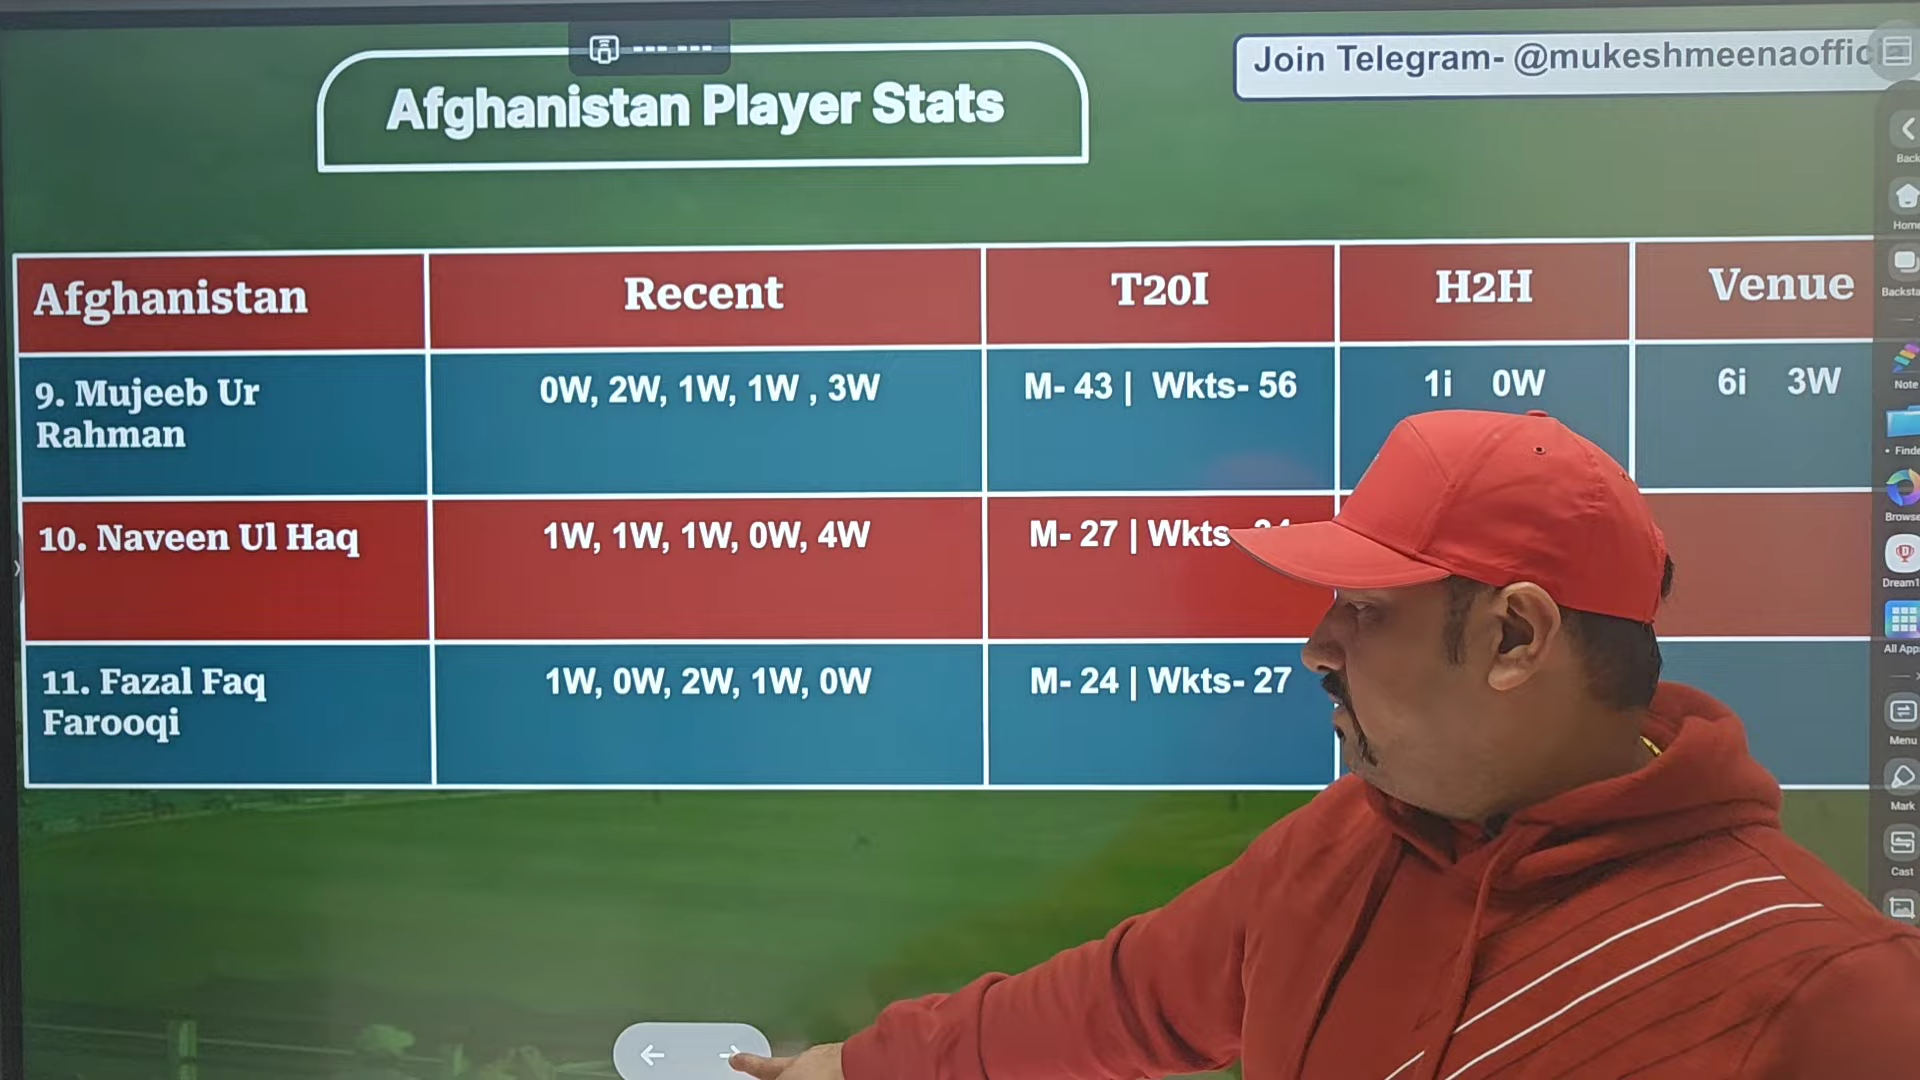 Afghanistan Player Stats
Join Telegram- @mukeshmeenaoffici
Afghanistan Recent T20I H2H Venue
9. Mujeeb Ur
Rahman
0W, 2W, 1W, 1W , 3W
M- 43 | Wkts- 56
1i 0W
6i 3W
10. Naveen Ul Haq
1W, 1W, 1W, 0W, 4W
M- 27 | Wkts
11. Fazal Faq
Farooqi
1W, 0W, 2W, 1W, 0W
M- 24 | Wkts- 27
Back
Home
Backsta
Note
Finde
Browse
Dream1
All App
Menu
Mark
Cast